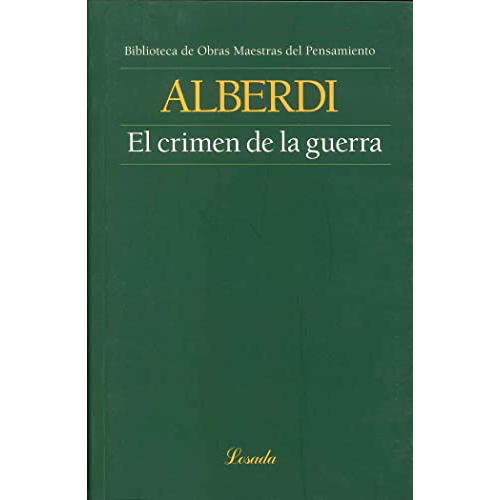 Biblioteca de Obras Maestras del Pensamiento
ALBERDI
El crimen de la guerra
Losada